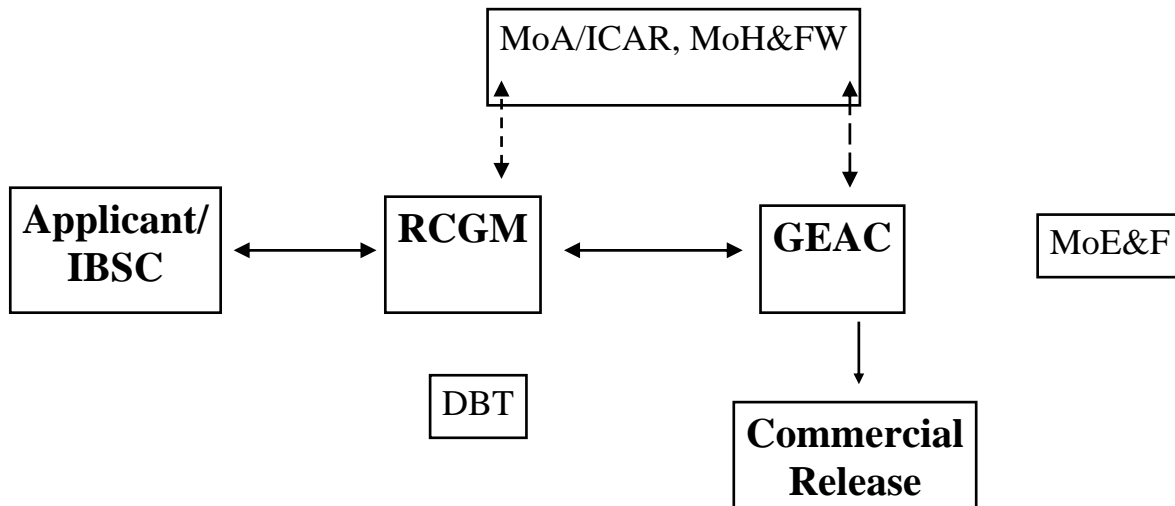 MoA/ICAR, MoH&FW
Applicant/
IBSC
RCGM
GEAC
MoE&F
DBT
Commercial
Release